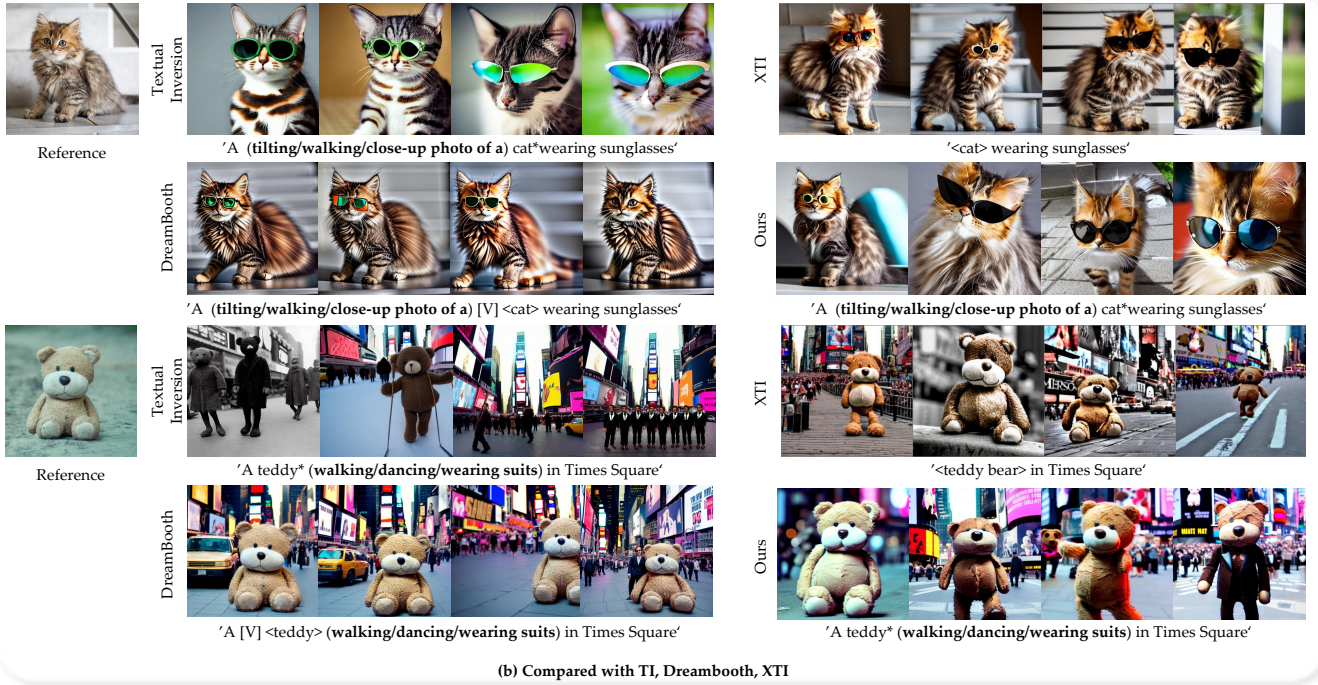 Reference
Textual
Inversion
'A (tilting/walking/close-up photo of a) cat*wearing sunglasses‘
XTI
'<cat> wearing sunglasses‘
DreamBooth
'A (tilting/walking/close-up photo of a) [V] <cat> wearing sunglasses‘
Ours
'A (tilting/walking/close-up photo of a) cat*wearing sunglasses‘
Reference
Textual
Inversion
'A teddy* (walking/dancing/wearing suits) in Times Square‘
XTI
'<teddy bear> in Times Square‘
DreamBooth
'A [V] <teddy> (walking/dancing/wearing suits) in Times Square‘
Ours
'A teddy* (walking/dancing/wearing suits) in Times Square‘
(b) Compared with TI, Dreambooth, XTI